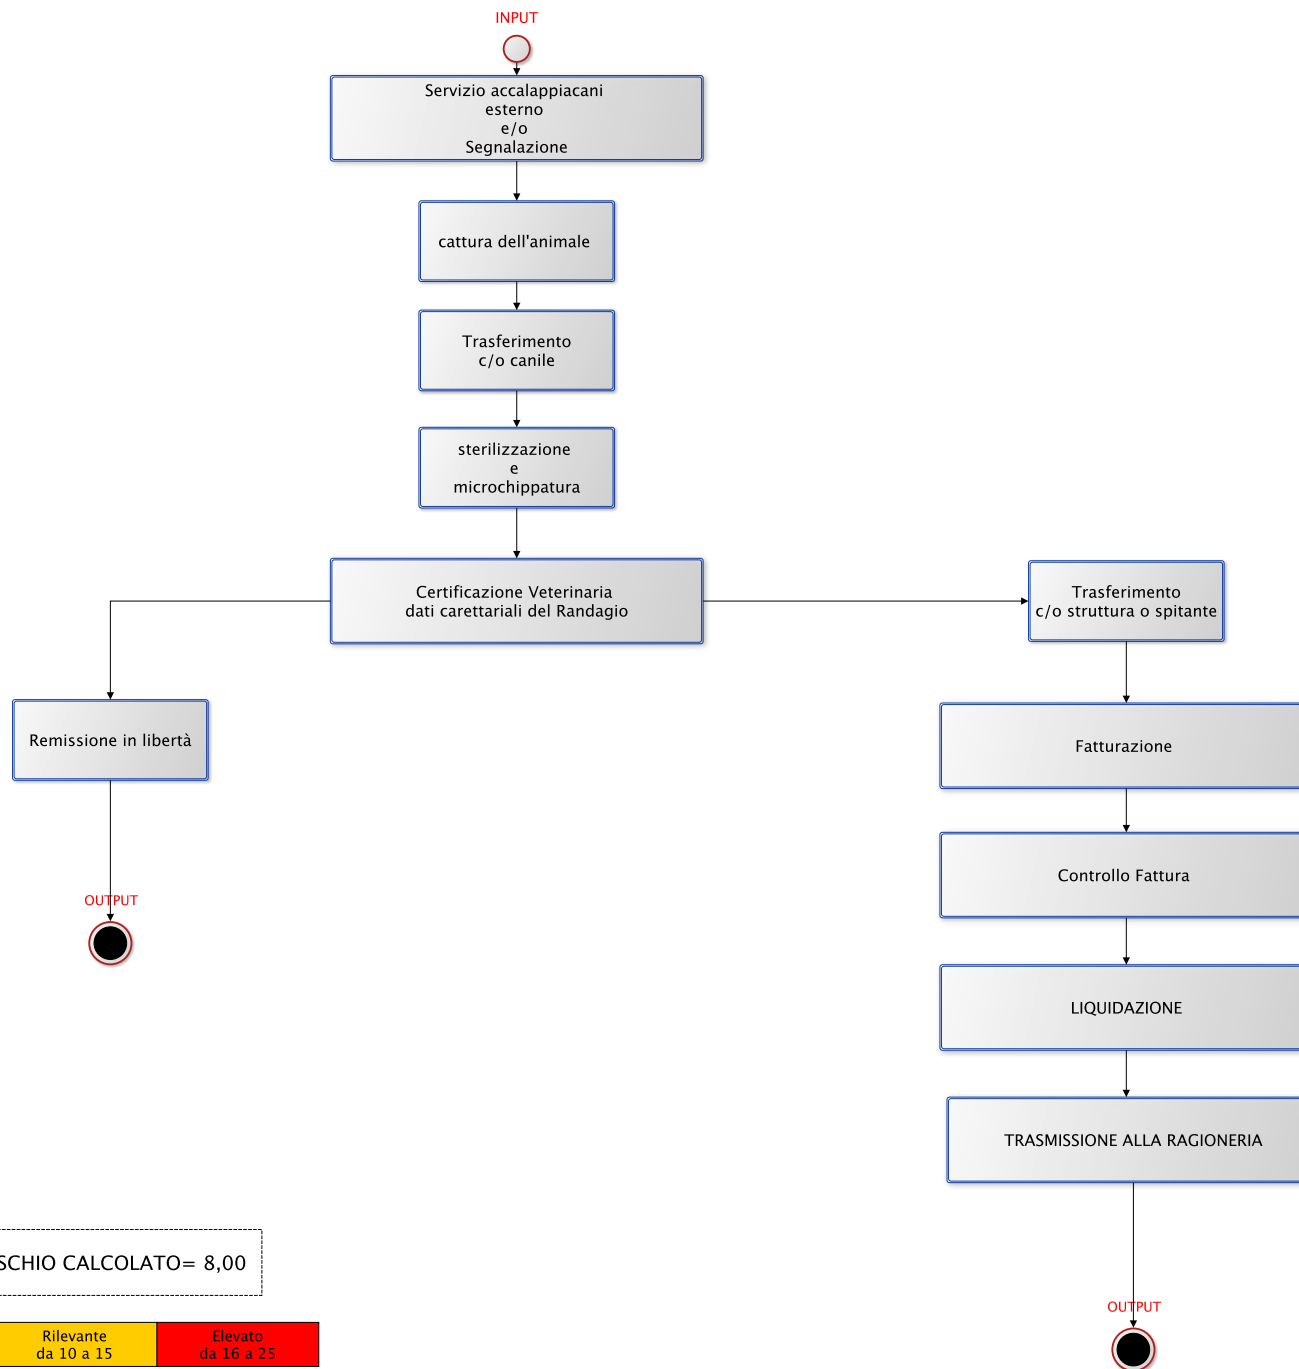 INPUT
Servizio accalappiacani
esterno
e/o
Segnalazione
cattura dell'animale
Trasferimento
c/o canile
sterilizzazione
e
microchippatura
Certificazione Veterinaria
dati carettariali del Randagio
Trasferimento
c/o struttura o spitante
Remissione in libertà
Fatturazione
Controllo Fattura
OUTPUT
LIQUIDAZIONE
TRASMISSIONE ALLA RAGIONERIA
SCHIO CALCOLATO= 8,00
OUTPUT
Rilevante
da 10 a 15
Elevato
da 16 a 25